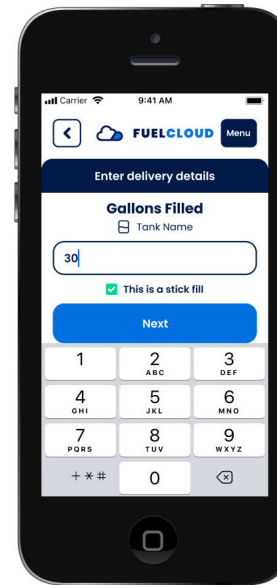 Carrier 9:41 AM
FUELCLOUD Menu
Enter delivery details
Gallons Filled
Tank Name
30
This is a stick fill
Next
1 2 3
ABC DEF
4 5 6
GHI JKL MNO
7 8 9
PQRS TUV WXYZ
+*# 0